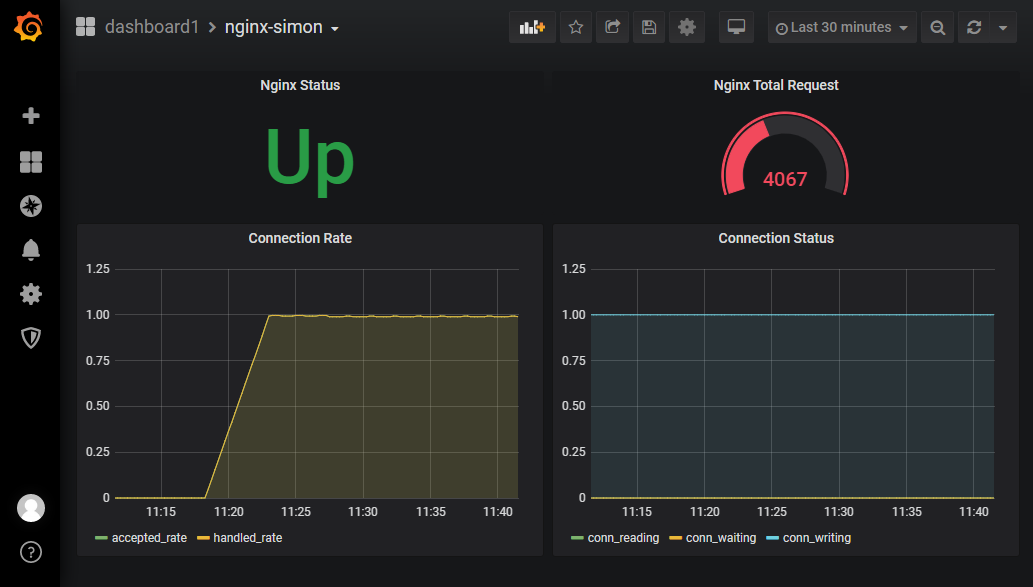 dashboard1 > nginx-simon
Last 30 minutes
Nginx Status
Up
Nginx Total Request
4067
Connection Rate
1.25
1.00
0.75
0.50
0.25
0
11:15 11:20 11:25 11:30 11:35 11:40
accepted_rate handled_rate
Connection Status
1.25
1.00
0.75
0.50
0.25
0
11:15 11:20 11:25 11:30 11:35 11:40
conn_reading conn_waiting conn_writing
?